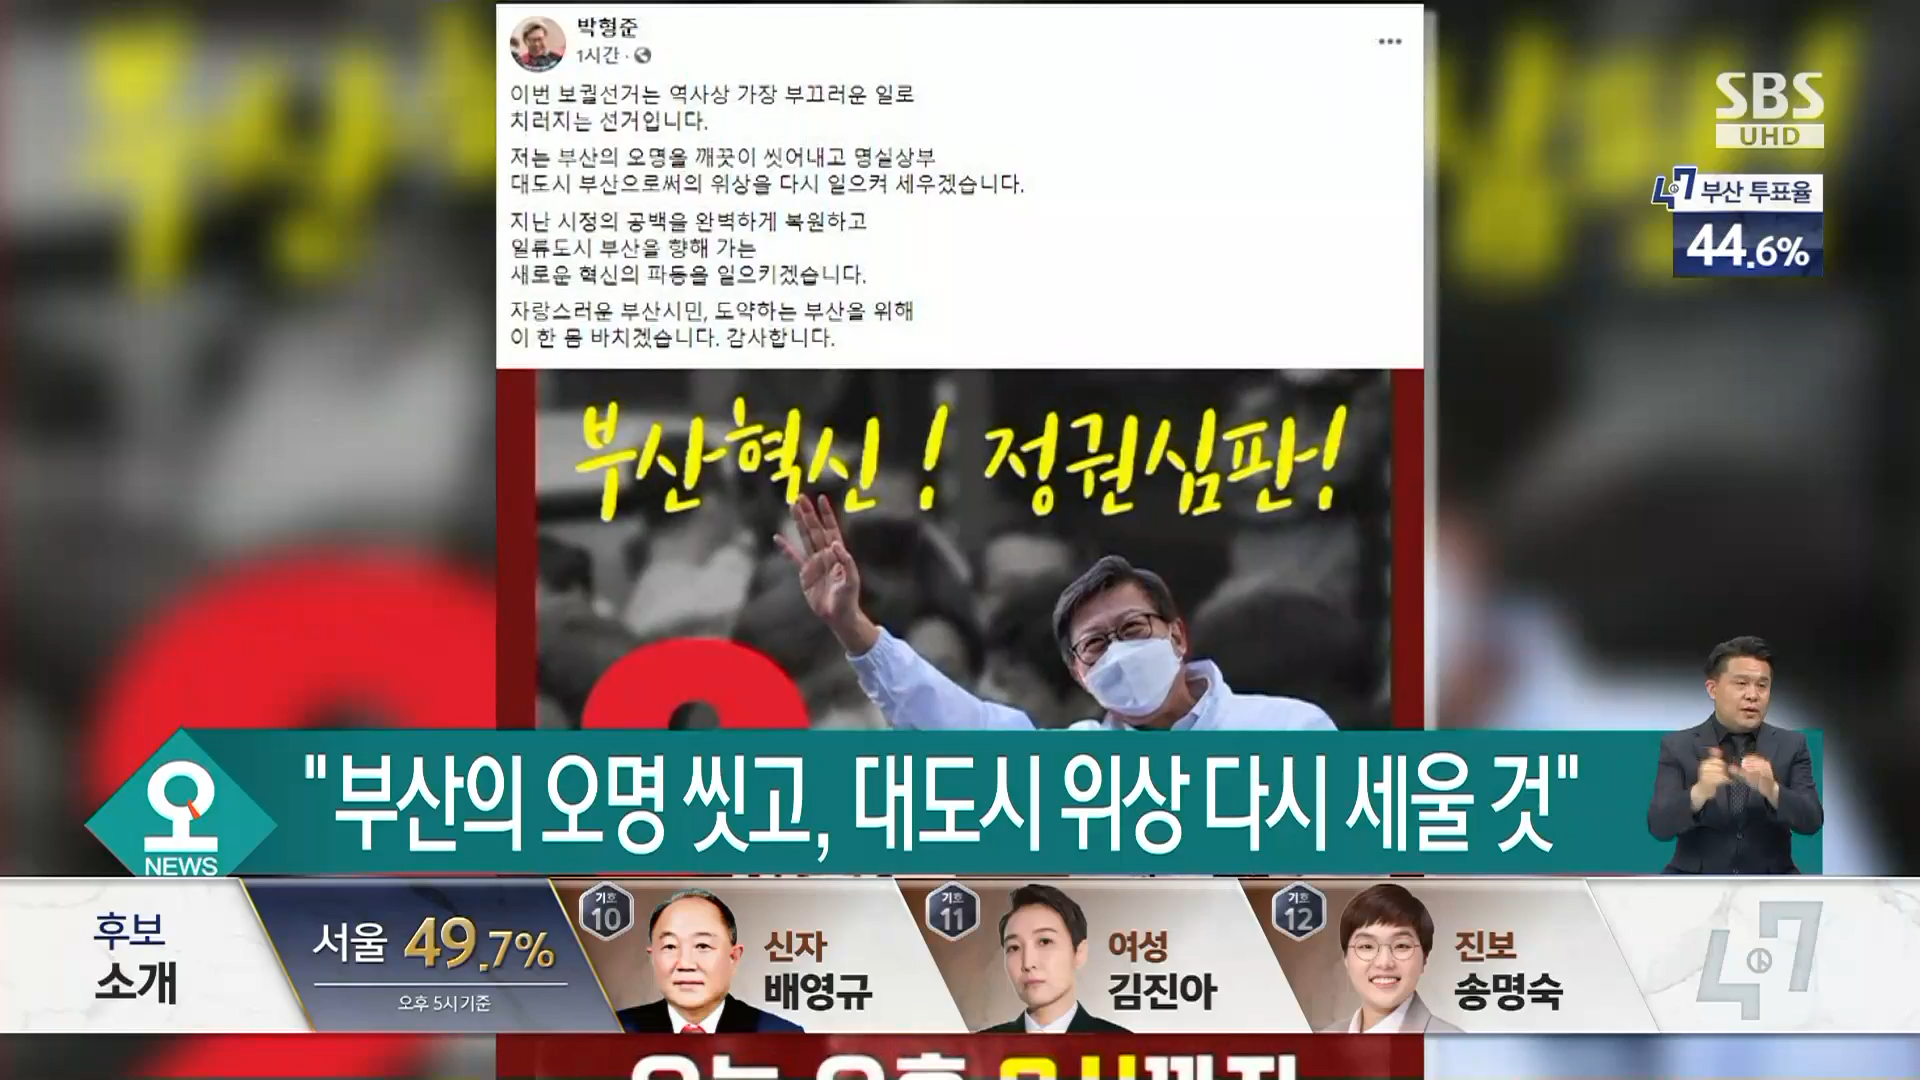 박형준
1시간 ·
이번 보궐선거는 역사상 가장 부끄러운 일로
치러지는 선거입니다.
저는 부산의 오명을 깨끗이 씻어내고 명실상부
대도시 부산으로써의 위상을 다시 일으켜 세우겠습니다.
지난 시정의 공백을 완벽하게 복원하고
일류도시 부산을 향해 가는
새로운 혁신의 파동을 일으키겠습니다.
자랑스러운 부산시민, 도약하는 부산을 위해
이 한 몸 바치겠습니다. 감사합니다.
SBS
UHD
4 7 부산 투표율
44.6%
부산혁신! 정권심판!
"부산의 오명 씻고, 대도시 위상 다시 세울 것"
오
NEWS
후보
소개
서울 49.7%
오후 5시 기준
기호
10
신자
배영규
기호
11
여성
김진아
기호
12
진보
송명숙
4 7